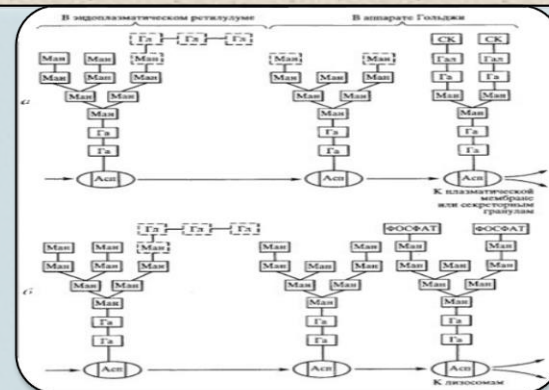 В эндоплазматическом ретикулуме В аппарате Гольджи
Гл Гл Гл СК СК
Ман Ман Ман Ман Ман Гал Гал
Ман Ман Ман Ман Ман Ман Га Га
а Ман Ман Ман Ман Ман Ман
Ман Ман Ман
Га Га Га
Га Га Га
Асп Асп Асп
К плазматической
мембране
или секреторным
гранулам
Гл Гл Гл ФОСФАТ ФОСФАТ
Ман Ман Ман Ман Ман Ман Ман
Ман Ман Ман Ман Ман Ман Ман Ман Ман
б Ман Ман Ман Ман Ман Ман
Ман Ман Ман
Га Га Га
Га Га Га
Асп Асп Асп
К лизосомам